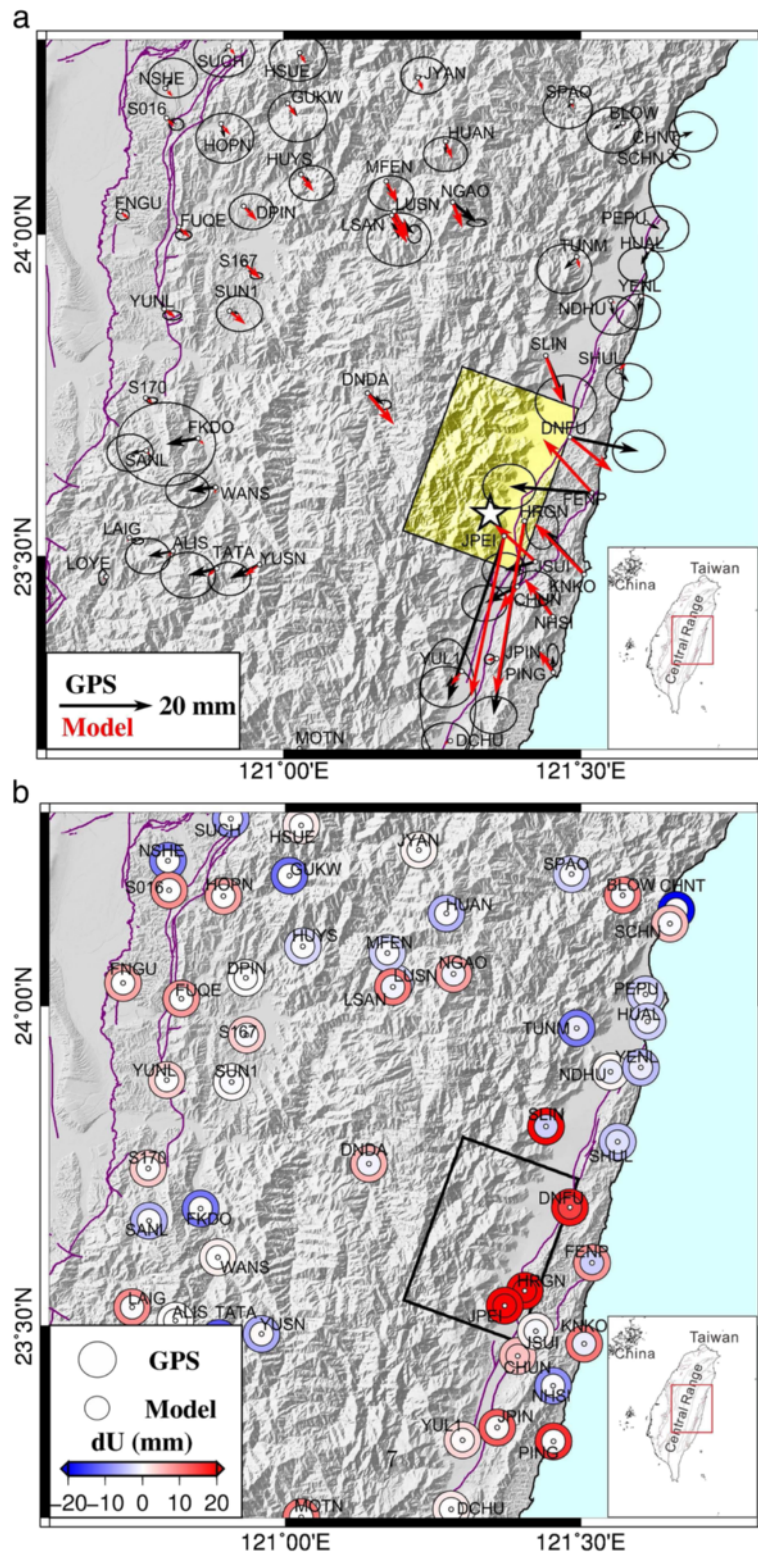 a
SUCH
HSUE
NSHE
JYAN
GUKW
SPAO
S016
BLOW
CHNT
HOPN
HUAN
SCHN
HUYS
MFEN
NGAO
LUSN
FNGU
DPIN
LSAN
FUQE
PEPU
24°00'N
HUAL
TUNM
S167
YENL
SUN1
YUNL
NDHU
SLIN
SHUL
DNDA
S170
FKDO
DNFU
SANL
WANS
FENP
HRGN
LAIG
ALIS
JPEI
TATA
YUSN
23°30'N
LOYE
JSUI
KNKO
CHUN
NHSI
China
Taiwan
Central Range
YUL1
JPIN
PING
GPS
20 mm
Model
MOTN
DCHU
121°00'E
121°30'E
b
SUCH
HSUE
NSHE
JYAN
GUKW
SPAO
S016
HOPN
BLOW
CHNT
HUAN
SCHN
HUYS
MFEN
NGAO
LUSN
FNGU
DPIN
LSAN
FUQE
PEPU
24°00'N
HUAL
TUNM
S167
YENL
YUNL
SUN1
NDHU
SLIN
SHUL
DNDA
S170
DNFU
SANL
FKDO
WANS
FENP
HRGN
LAIG
JPEI
ALIS
TATA
23°30'N
YUSN
KNKO
JSUI
CHUN
NHSI
China
Taiwan
Central Range
GPS
Model
dU (mm)
−20
−10
0
10
20
YUL1
JPIN
PING
7
MOTN
DCHU
121°00'E
121°30'E